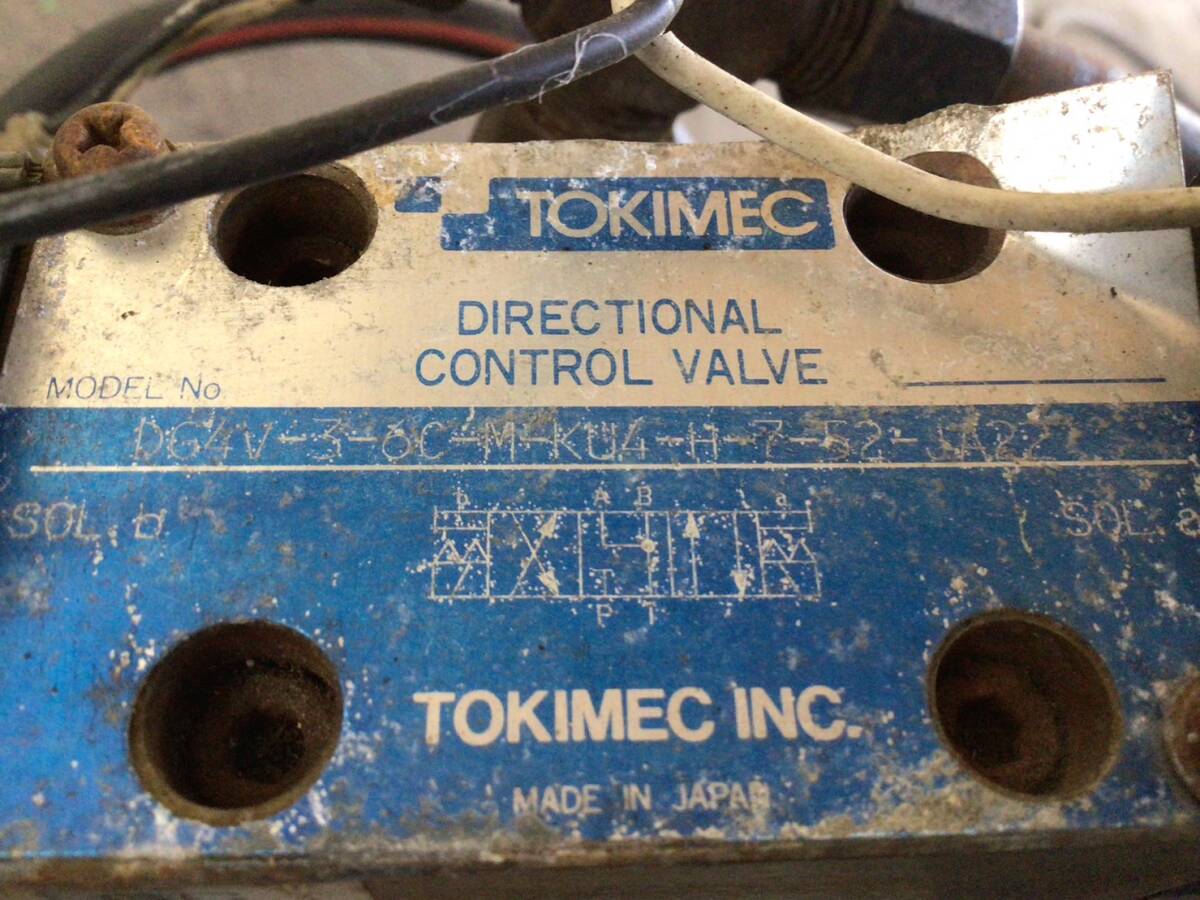 TOKIMEC
DIRECTIONAL
CONTROL VALVE
MODEL No
DG4V-3-6C-M-KU4-H-7-52-JA22
b A B a
SOL. b
SOL. a
P T
TOKIMEC INC.
MADE IN JAPAN